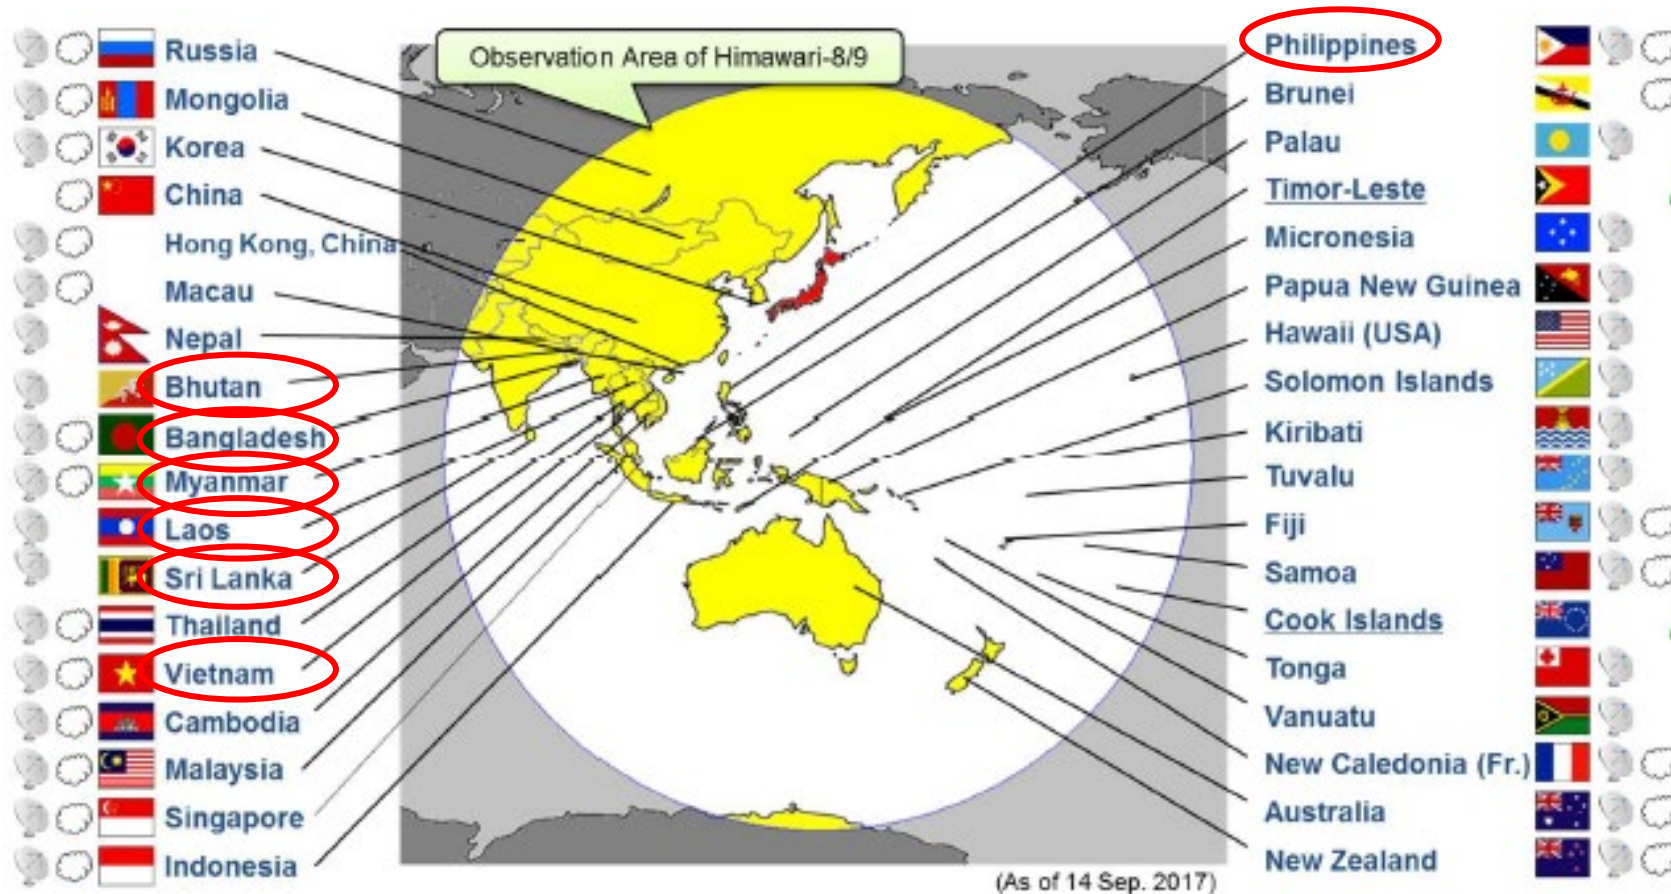 Observation Area of Himawari-8/9
Russia
Mongolia
Korea
China
Hong Kong, China
Macau
Nepal
Bhutan
Bangladesh
Myanmar
Laos
Sri Lanka
Thailand
Vietnam
Cambodia
Malaysia
Singapore
Indonesia
Philippines
Brunei
Palau
Timor-Leste
Micronesia
Papua New Guinea
Hawaii (USA)
Solomon Islands
Kiribati
Tuvalu
Fiji
Samoa
Cook Islands
Tonga
Vanuatu
New Caledonia (Fr.)
Australia
New Zealand
(As of 14 Sep. 2017)